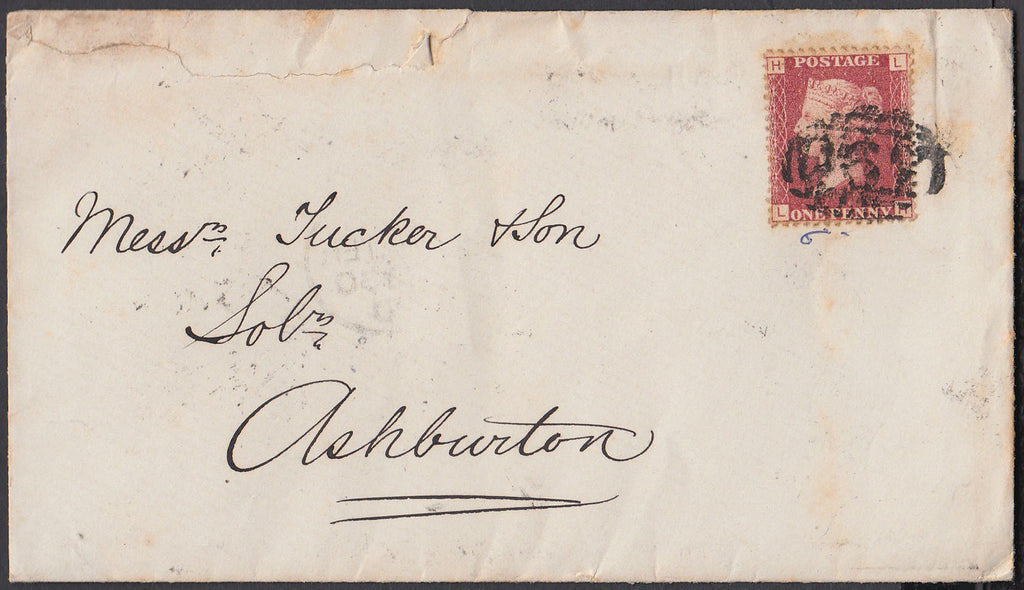 Messrs Tucker & Son
Solrs
Ashburton
H POSTAGE L
L ONE PENNY H